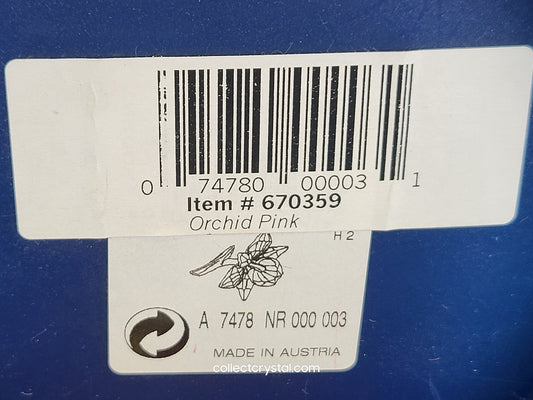 0 74780 00003 1
Item # 670359
Orchid Pink
H 2
A 7478 NR 000 003
MADE IN AUSTRIA
collectcrystal.com